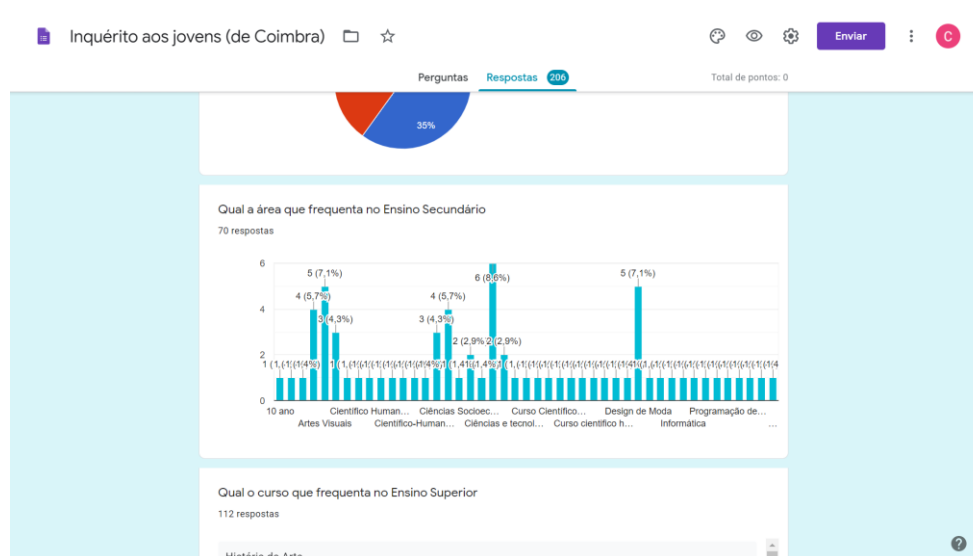 Inquérito aos jovens (de Coimbra)
Enviar
C
Perguntas Respostas 206
Total de pontos: 0
35%
Qual a área que frequenta no Ensino Secundário
70 respostas
6
4
2
0
5 (7,1%)
4 (5,7%)
3 (4,3%)
4 (5,7%)
3 (4,3%)
2 (2,9%
6 (8,6%)
2 (2,9%)
5 (7,1%)
10 ano
Artes Visuais
Científico Human...
Científico-Human...
Ciências Socioec...
Ciências e tecnol...
Curso Científico...
Curso científico h...
Design de Moda
Informática
Programação de...
...
Qual o curso que frequenta no Ensino Superior
112 respostas
História da Arte